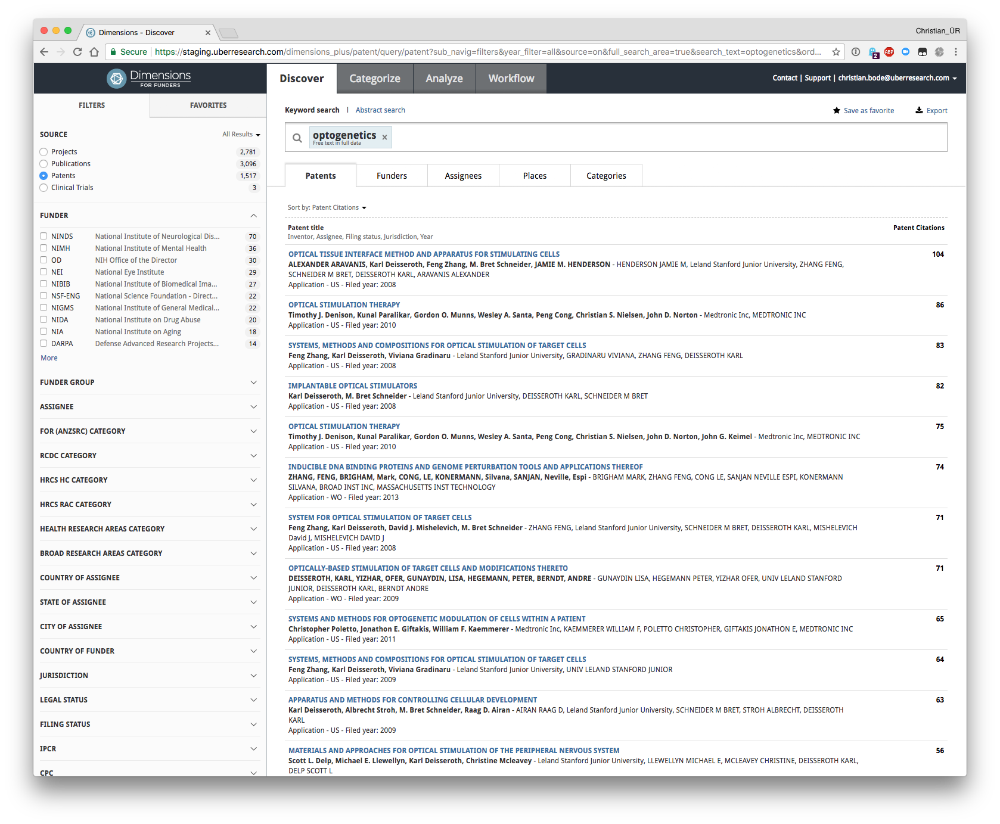 Dimensions - Discover
Christian_ÜR
Secure https://staging.uberresearch.com/dimensions_plus/patent/query/patent?sub_navig=filters&year_filter=all&source=on&full_search_area=true&search_text=optogenetics&ord...
2
ABP
Dimensions
FOR FUNDERS
Discover
Categorize
Analyze
Workflow
Contact | Support | christian.bode@uberresearch.com
FILTERS
FAVORITES
SOURCE
All Results
Projects 2,781
Publications 3,096
Patents 1,517
Clinical Trials 3
FUNDER
NINDS National Institute of Neurological Dis... 70
NIMH National Institute of Mental Health 36
OD NIH Office of the Director 30
NEI National Eye Institute 29
NIBIB National Institute of Biomedical Ima... 27
NSF-ENG National Science Foundation - Direct... 22
NIGMS National Institute of General Medical... 22
NIDA National Institute on Drug Abuse 20
NIA National Institute on Aging 18
DARPA Defense Advanced Research Projects... 14
More
FUNDER GROUP
ASSIGNEE
FOR (ANZSRC) CATEGORY
RCDC CATEGORY
HRCS HC CATEGORY
HRCS RAC CATEGORY
HEALTH RESEARCH AREAS CATEGORY
BROAD RESEARCH AREAS CATEGORY
COUNTRY OF ASSIGNEE
STATE OF ASSIGNEE
CITY OF ASSIGNEE
COUNTRY OF FUNDER
JURISDICTION
LEGAL STATUS
FILING STATUS
IPCR
CPC
Keyword search | Abstract search
Save as favorite
Export
optogenetics ×
Free text in full data
Patents
Funders
Assignees
Places
Categories
Sort by: Patent Citations
Patent title Patent Citations
Inventor, Assignee, Filing status, Jurisdiction, Year
OPTICAL TISSUE INTERFACE METHOD AND APPARATUS FOR STIMULATING CELLS 104
ALEXANDER ARAVANIS, Karl Deisseroth, Feng Zhang, M. Bret Schneider, JAMIE M. HENDERSON - HENDERSON JAMIE M, Leland Stanford Junior University, ZHANG FENG,
SCHNEIDER M BRET, DEISSEROTH KARL, ARAVANIS ALEXANDER
Application - US - Filed year: 2008
OPTICAL STIMULATION THERAPY 86
Timothy J. Denison, Kunal Paralikar, Gordon O. Munns, Wesley A. Santa, Peng Cong, Christian S. Nielsen, John D. Norton - Medtronic Inc, MEDTRONIC INC
Application - US - Filed year: 2010
SYSTEMS, METHODS AND COMPOSITIONS FOR OPTICAL STIMULATION OF TARGET CELLS 83
Feng Zhang, Karl Deisseroth, Viviana Gradinaru - Leland Stanford Junior University, GRADINARU VIVIANA, ZHANG FENG, DEISSEROTH KARL
Application - US - Filed year: 2008
IMPLANTABLE OPTICAL STIMULATORS 82
Karl Deisseroth, M. Bret Schneider - Leland Stanford Junior University, DEISSEROTH KARL, SCHNEIDER M BRET
Application - US - Filed year: 2008
OPTICAL STIMULATION THERAPY 75
Timothy J. Denison, Kunal Paralikar, Gordon O. Munns, Wesley A. Santa, Peng Cong, Christian S. Nielsen, John D. Norton, John G. Keimel - Medtronic Inc, MEDTRONIC INC
Application - US - Filed year: 2010
INDUCIBLE DNA BINDING PROTEINS AND GENOME PERTURBATION TOOLS AND APPLICATIONS THEREOF 74
ZHANG, FENG, BRIGHAM, Mark, CONG, LE, KONERMANN, Silvana, SANJAN, Neville, Espi - BRIGHAM MARK, ZHANG FENG, CONG LE, SANJAN NEVILLE ESPI, KONERMANN
SILVANA, BROAD INST INC, MASSACHUSETTS INST TECHNOLOGY
Application - WO - Filed year: 2013
SYSTEM FOR OPTICAL STIMULATION OF TARGET CELLS 71
Feng Zhang, Karl Deisseroth, David J. Mishelevich, M. Bret Schneider - ZHANG FENG, Leland Stanford Junior University, SCHNEIDER M BRET, DEISSEROTH KARL, MISHELEVICH
David J, MISHELEVICH DAVID J
Application - US - Filed year: 2008
OPTICALLY-BASED STIMULATION OF TARGET CELLS AND MODIFICATIONS THERETO 71
DEISSEROTH, KARL, YIZHAR, OFER, GUNAYDIN, LISA, HEGEMANN, PETER, BERNDT, ANDRE - GUNAYDIN LISA, HEGEMANN PETER, YIZHAR OFER, UNIV LELAND STANFORD
JUNIOR, DEISSEROTH KARL, BERNDT ANDRE
Application - WO - Filed year: 2009
SYSTEMS AND METHODS FOR OPTOGENETIC MODULATION OF CELLS WITHIN A PATIENT 65
Christopher Poletto, Jonathon E. Giftakis, William F. Kaemmerer - Medtronic Inc, KAEMMERER WILLIAM F, POLETTO CHRISTOPHER, GIFTAKIS JONATHON E, MEDTRONIC INC
Application - US - Filed year: 2011
SYSTEMS, METHODS AND COMPOSITIONS FOR OPTICAL STIMULATION OF TARGET CELLS 64
Feng Zhang, Karl Deisseroth, Viviana Gradinaru - Leland Stanford Junior University, UNIV LELAND STANFORD JUNIOR
Application - US - Filed year: 2009
APPARATUS AND METHODS FOR CONTROLLING CELLULAR DEVELOPMENT 63
Karl Deisseroth, Albrecht Stroh, M. Bret Schneider, Raag D. Airan - AIRAN RAAG D, Leland Stanford Junior University, SCHNEIDER M BRET, STROH ALBRECHT, DEISSEROTH
KARL
Application - US - Filed year: 2009
MATERIALS AND APPROACHES FOR OPTICAL STIMULATION OF THE PERIPHERAL NERVOUS SYSTEM 56
Scott L. Delp, Michael E. Llewellyn, Karl Deisseroth, Christine Mcleavey - Leland Stanford Junior University, LLEWELLYN MICHAEL E, MCLEAVEY CHRISTINE, DEISSEROTH KARL,
DELP SCOTT L